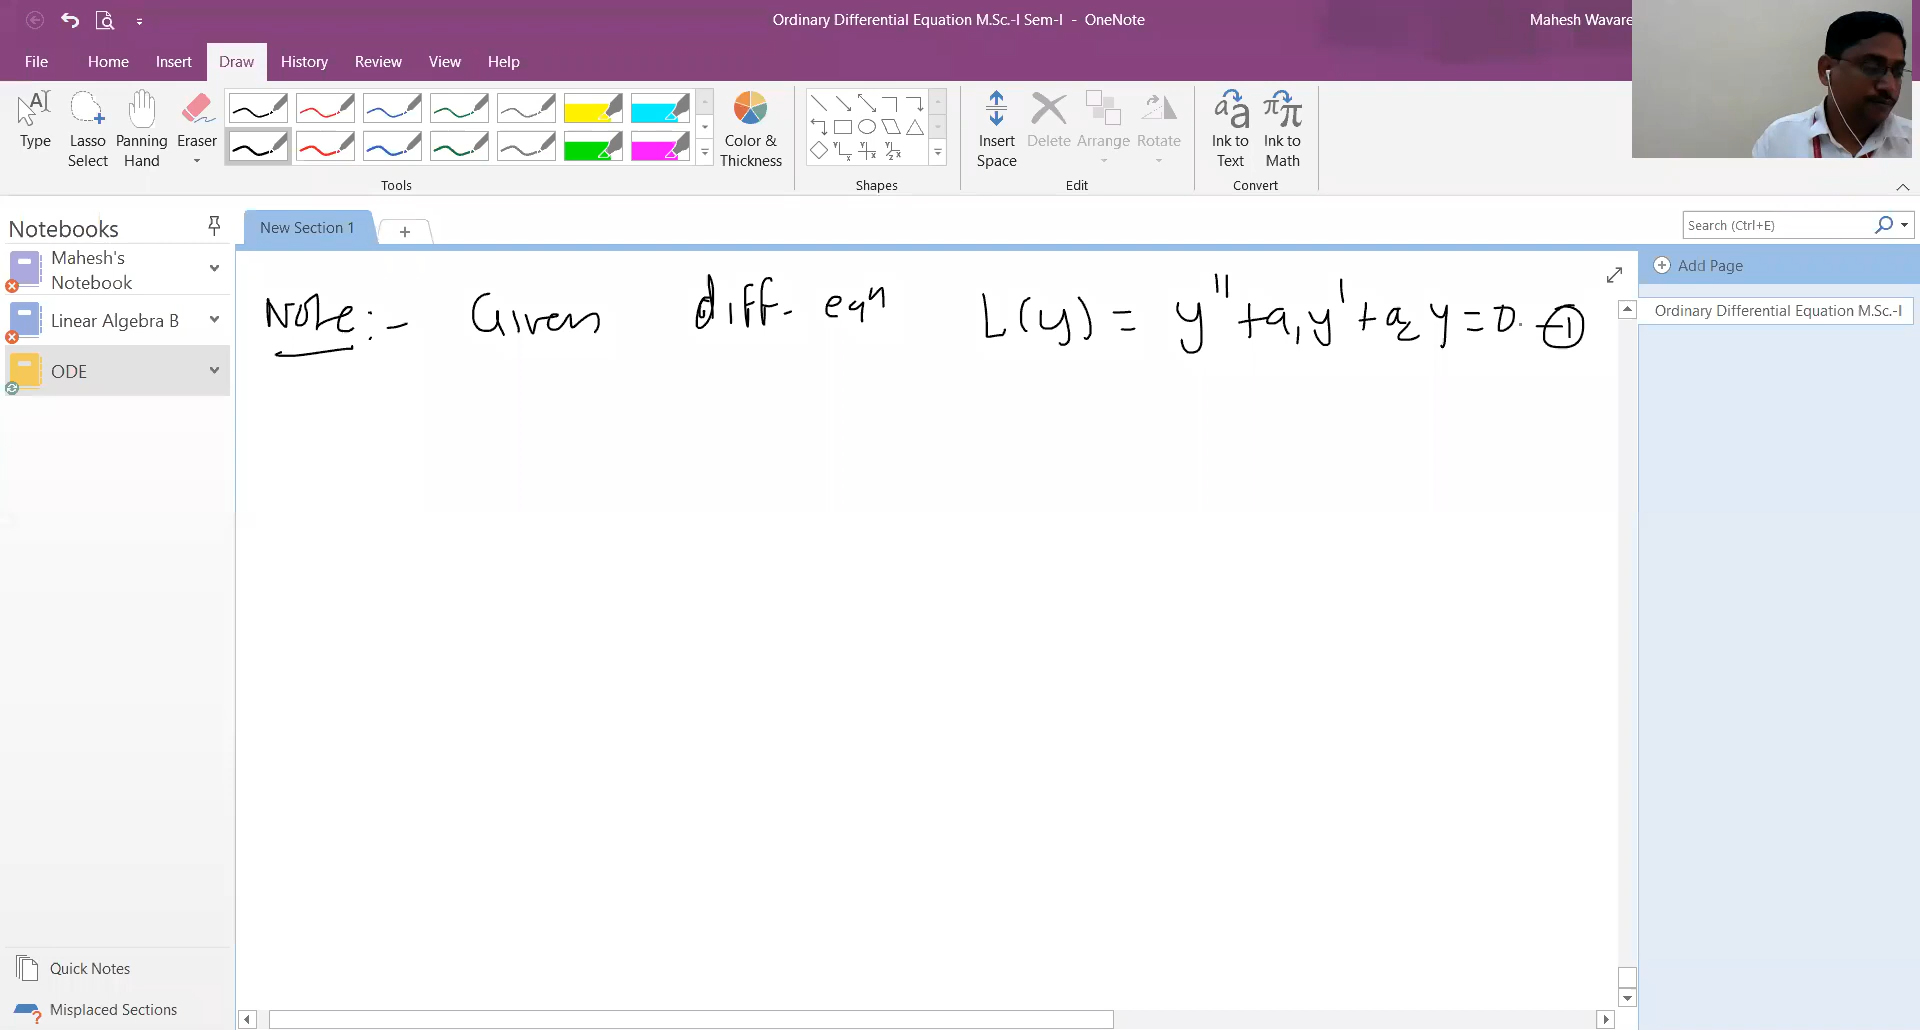 Ordinary Differential Equation M.Sc.-I Sem-I - OneNote
Mahesh Wavare
File Home Insert Draw History Review View Help
Type
Lasso Select
Panning Hand
Eraser
Color & Thickness
Insert Space
Delete
Arrange
Rotate
Ink to Text
Ink to Math
Tools
Shapes
Edit
Convert
Notebooks
New Section 1
Search (Ctrl+E)
Mahesh's Notebook
Linear Algebra B
ODE
Add Page
Ordinary Differential Equation M.Sc.-I
Note:- Given diff. eqⁿ L(y) = y'' + a₁y' + a₂y = 0. —①
Quick Notes
Misplaced Sections